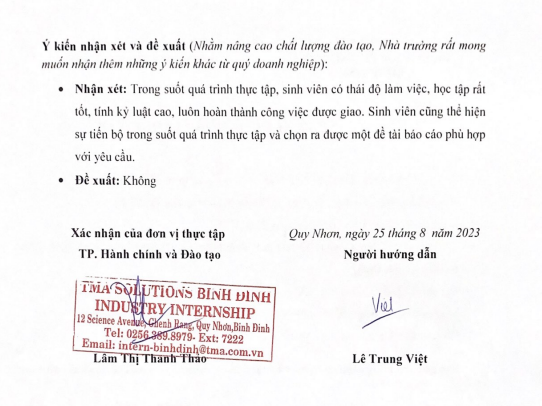 Ý kiến nhận xét và đề xuất (Nhằm nâng cao chất lượng đào tạo, Nhà trường rất mong
muốn nhận thêm những ý kiến khác từ quý doanh nghiệp):
• Nhận xét: Trong suốt quá trình thực tập, sinh viên có thái độ làm việc, học tập rất
tốt, tính kỷ luật cao, luôn hoàn thành công việc được giao. Sinh viên cũng thể hiện
sự tiến bộ trong suốt quá trình thực tập và chọn ra được một đề tài báo cáo phù hợp
với yêu cầu.
• Đề xuất: Không
Xác nhận của đơn vị thực tập
TP. Hành chính và Đào tạo
Quy Nhơn, ngày 25 tháng 8 năm 2023
Người hướng dẫn
TMA SOLUTIONS BINH DINH
INDUSTRY INTERNSHIP
12 Science Avenue, Ghenh Rang, Quy Nhon, Binh Dinh
Tel: 0256.389.8979- Ext: 7222
Email: intern-binhdinh@tma.com.vn
Lâm Thị Thanh Thảo
Việt
Lê Trung Việt